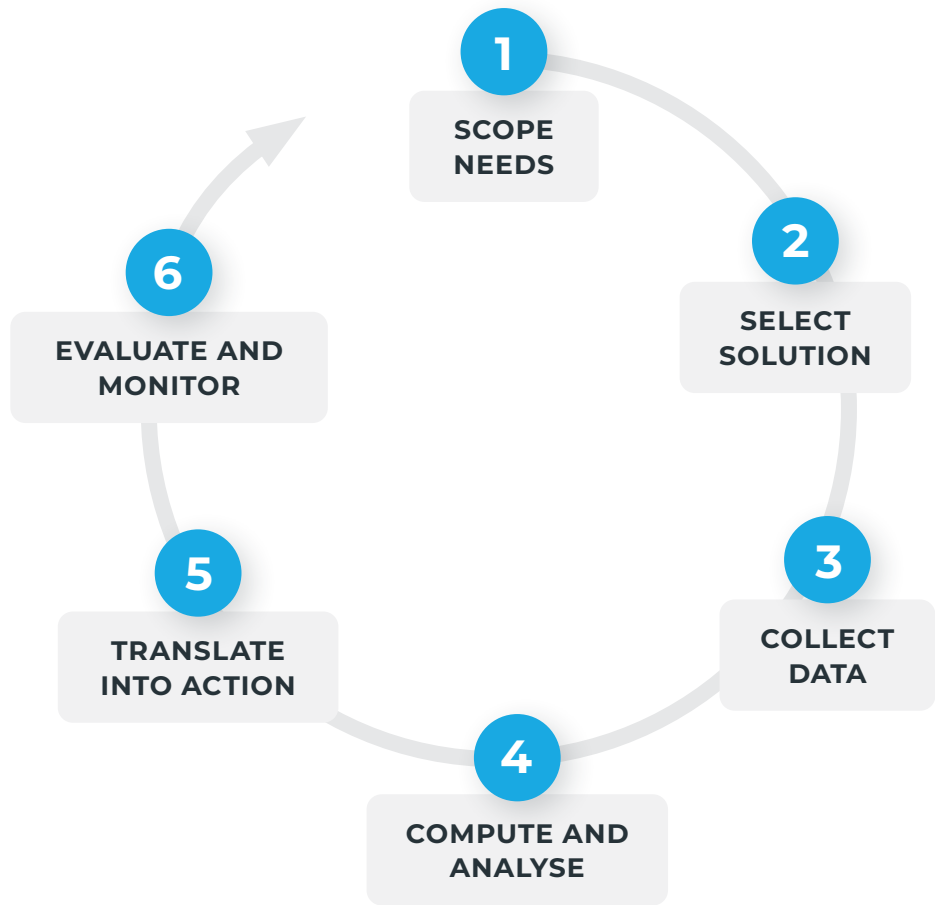 1
SCOPE
NEEDS
2
SELECT
SOLUTION
3
COLLECT
DATA
4
COMPUTE AND
ANALYSE
5
TRANSLATE
INTO ACTION
6
EVALUATE AND
MONITOR